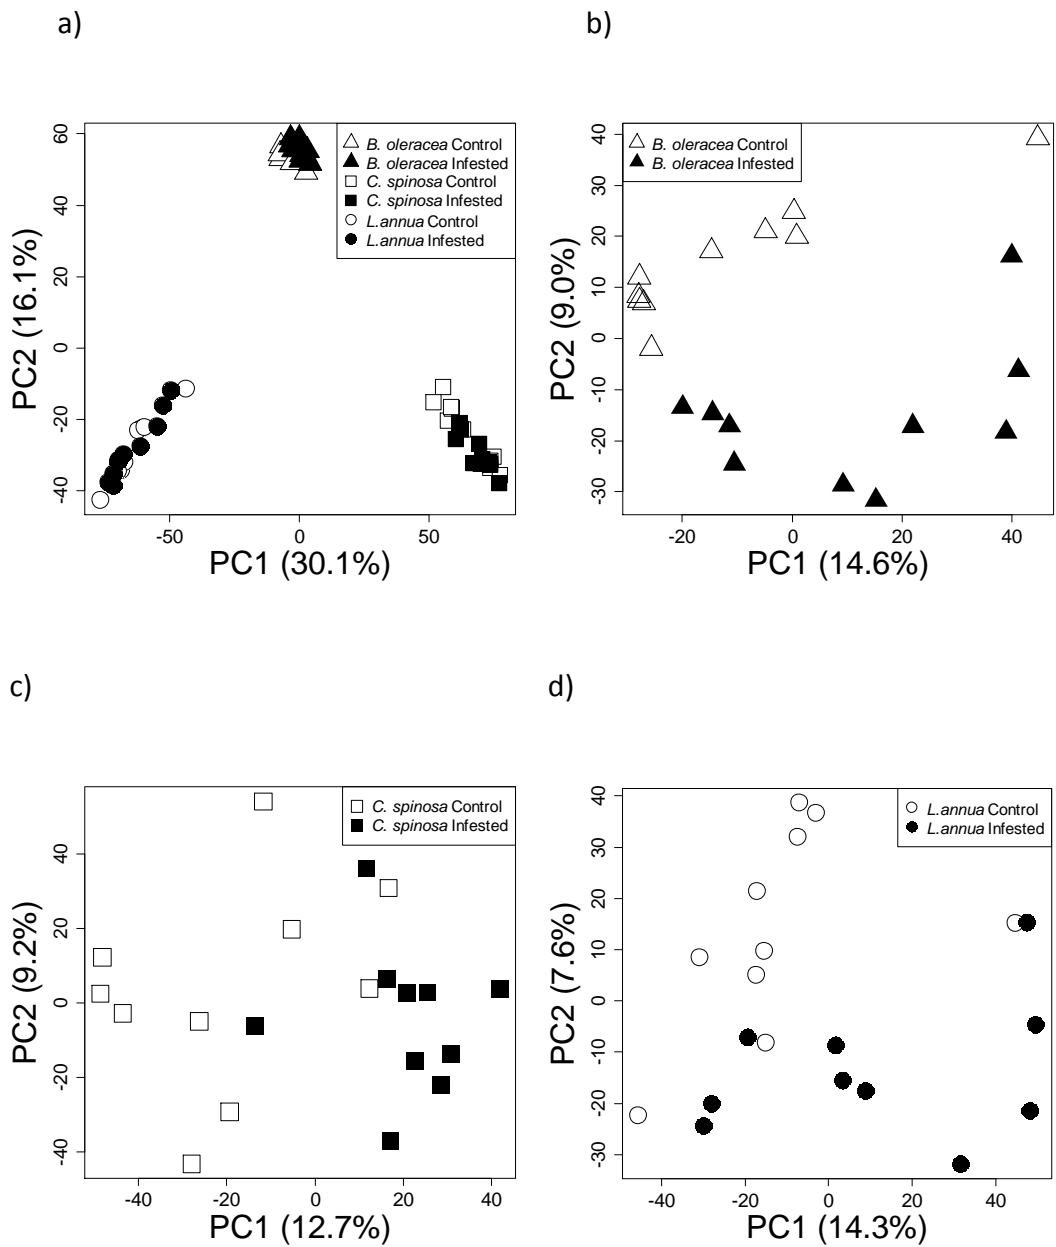 a)
60
40
20
0
-20
-40
-50
0
50
PC2 (16.1%)
PC1 (30.1%)
B. oleracea Control
B. oleracea Infested
C. spinosa Control
C. spinosa Infested
L.annua Control
L.annua Infested
b)
40
30
20
10
0
-10
-20
-30
-20
0
20
40
PC2 (9.0%)
PC1 (14.6%)
B. oleracea Control
B. oleracea Infested
c)
40
20
0
-20
-40
-40
-20
0
20
40
PC2 (9.2%)
PC1 (12.7%)
C. spinosa Control
C. spinosa Infested
d)
40
30
20
10
0
-10
-20
-30
-40
-20
0
20
40
PC2 (7.6%)
PC1 (14.3%)
L.annua Control
L.annua Infested